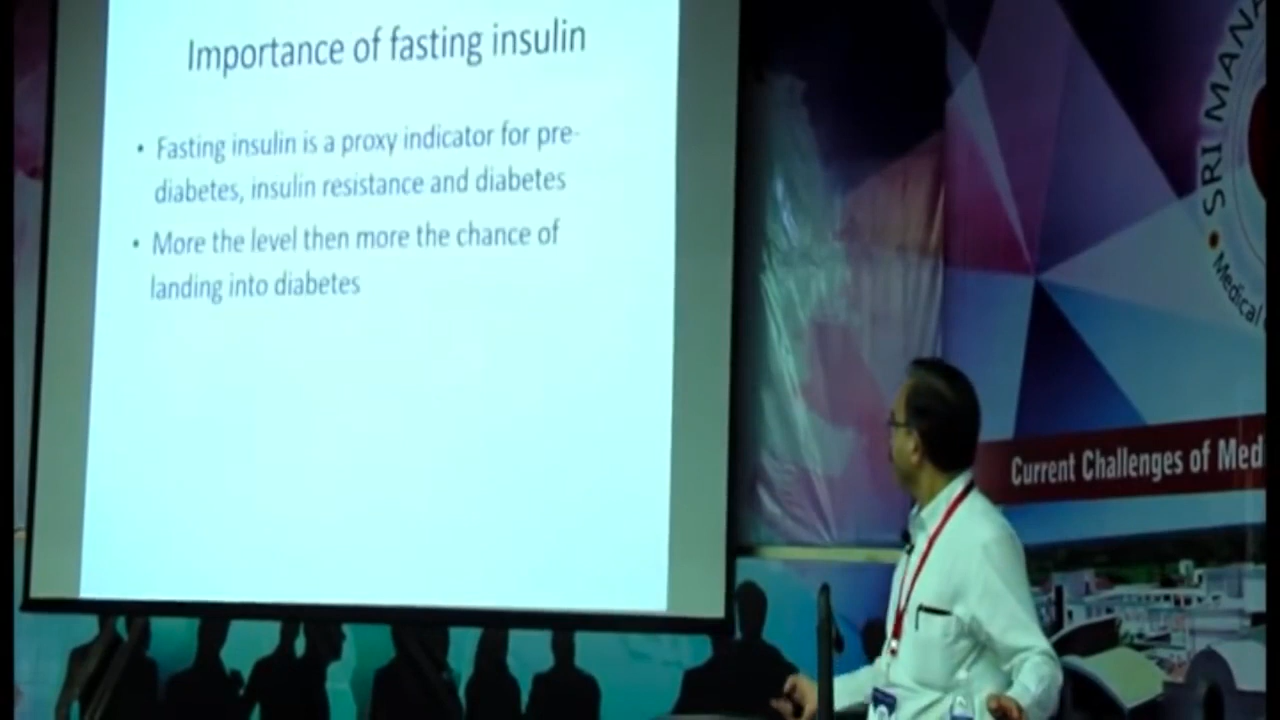 Importance of fasting insulin
• Fasting insulin is a proxy indicator for pre-
diabetes, insulin resistance and diabetes
• More the level then more the chance of
landing into diabetes
SRI MANA
• Medical
Current Challenges of Med